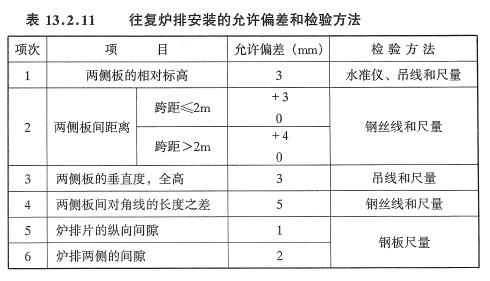 表 13.2.11 往复炉排安装的允许偏差和检验方法
项次 项 目 允许偏差（mm） 检 验 方 法
1 两侧板的相对标高 3 水准仪、吊线和尺量
2 两侧板间距离 跨距≤2m +3 0 钢丝线和尺量
跨距>2m +4 0
3 两侧板的垂直度，全高 3 吊线和尺量
4 两侧板间对角线的长度之差 5 钢丝线和尺量
5 炉排片的纵向间隙 1 钢板尺量
6 炉排两侧的间隙 2